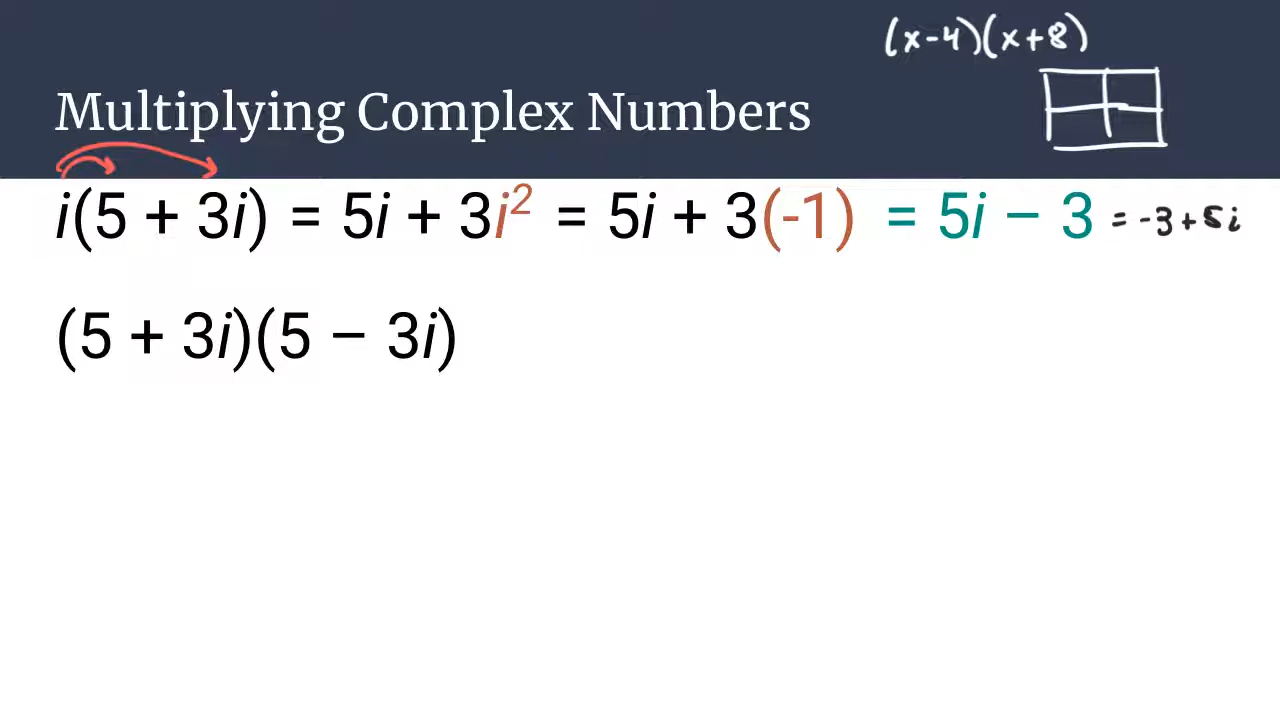 (x-4)(x+8)
Multiplying Complex Numbers
i(5 + 3i) = 5i + 3i² = 5i + 3(-1) = 5i − 3 = -3+5i
(5 + 3i)(5 − 3i)